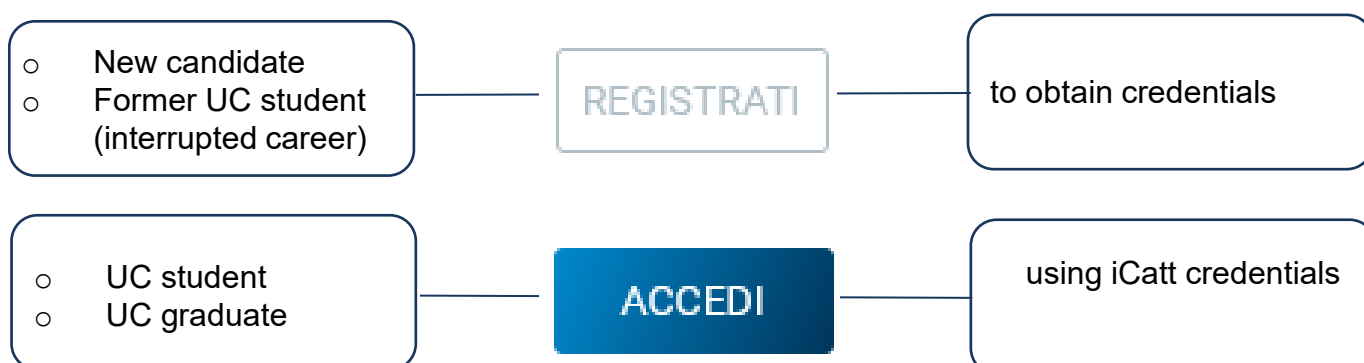 o New candidate
o Former UC student
(interrupted career)
REGISTRATI
to obtain credentials
o UC student
o UC graduate
ACCEDI
using iCatt credentials